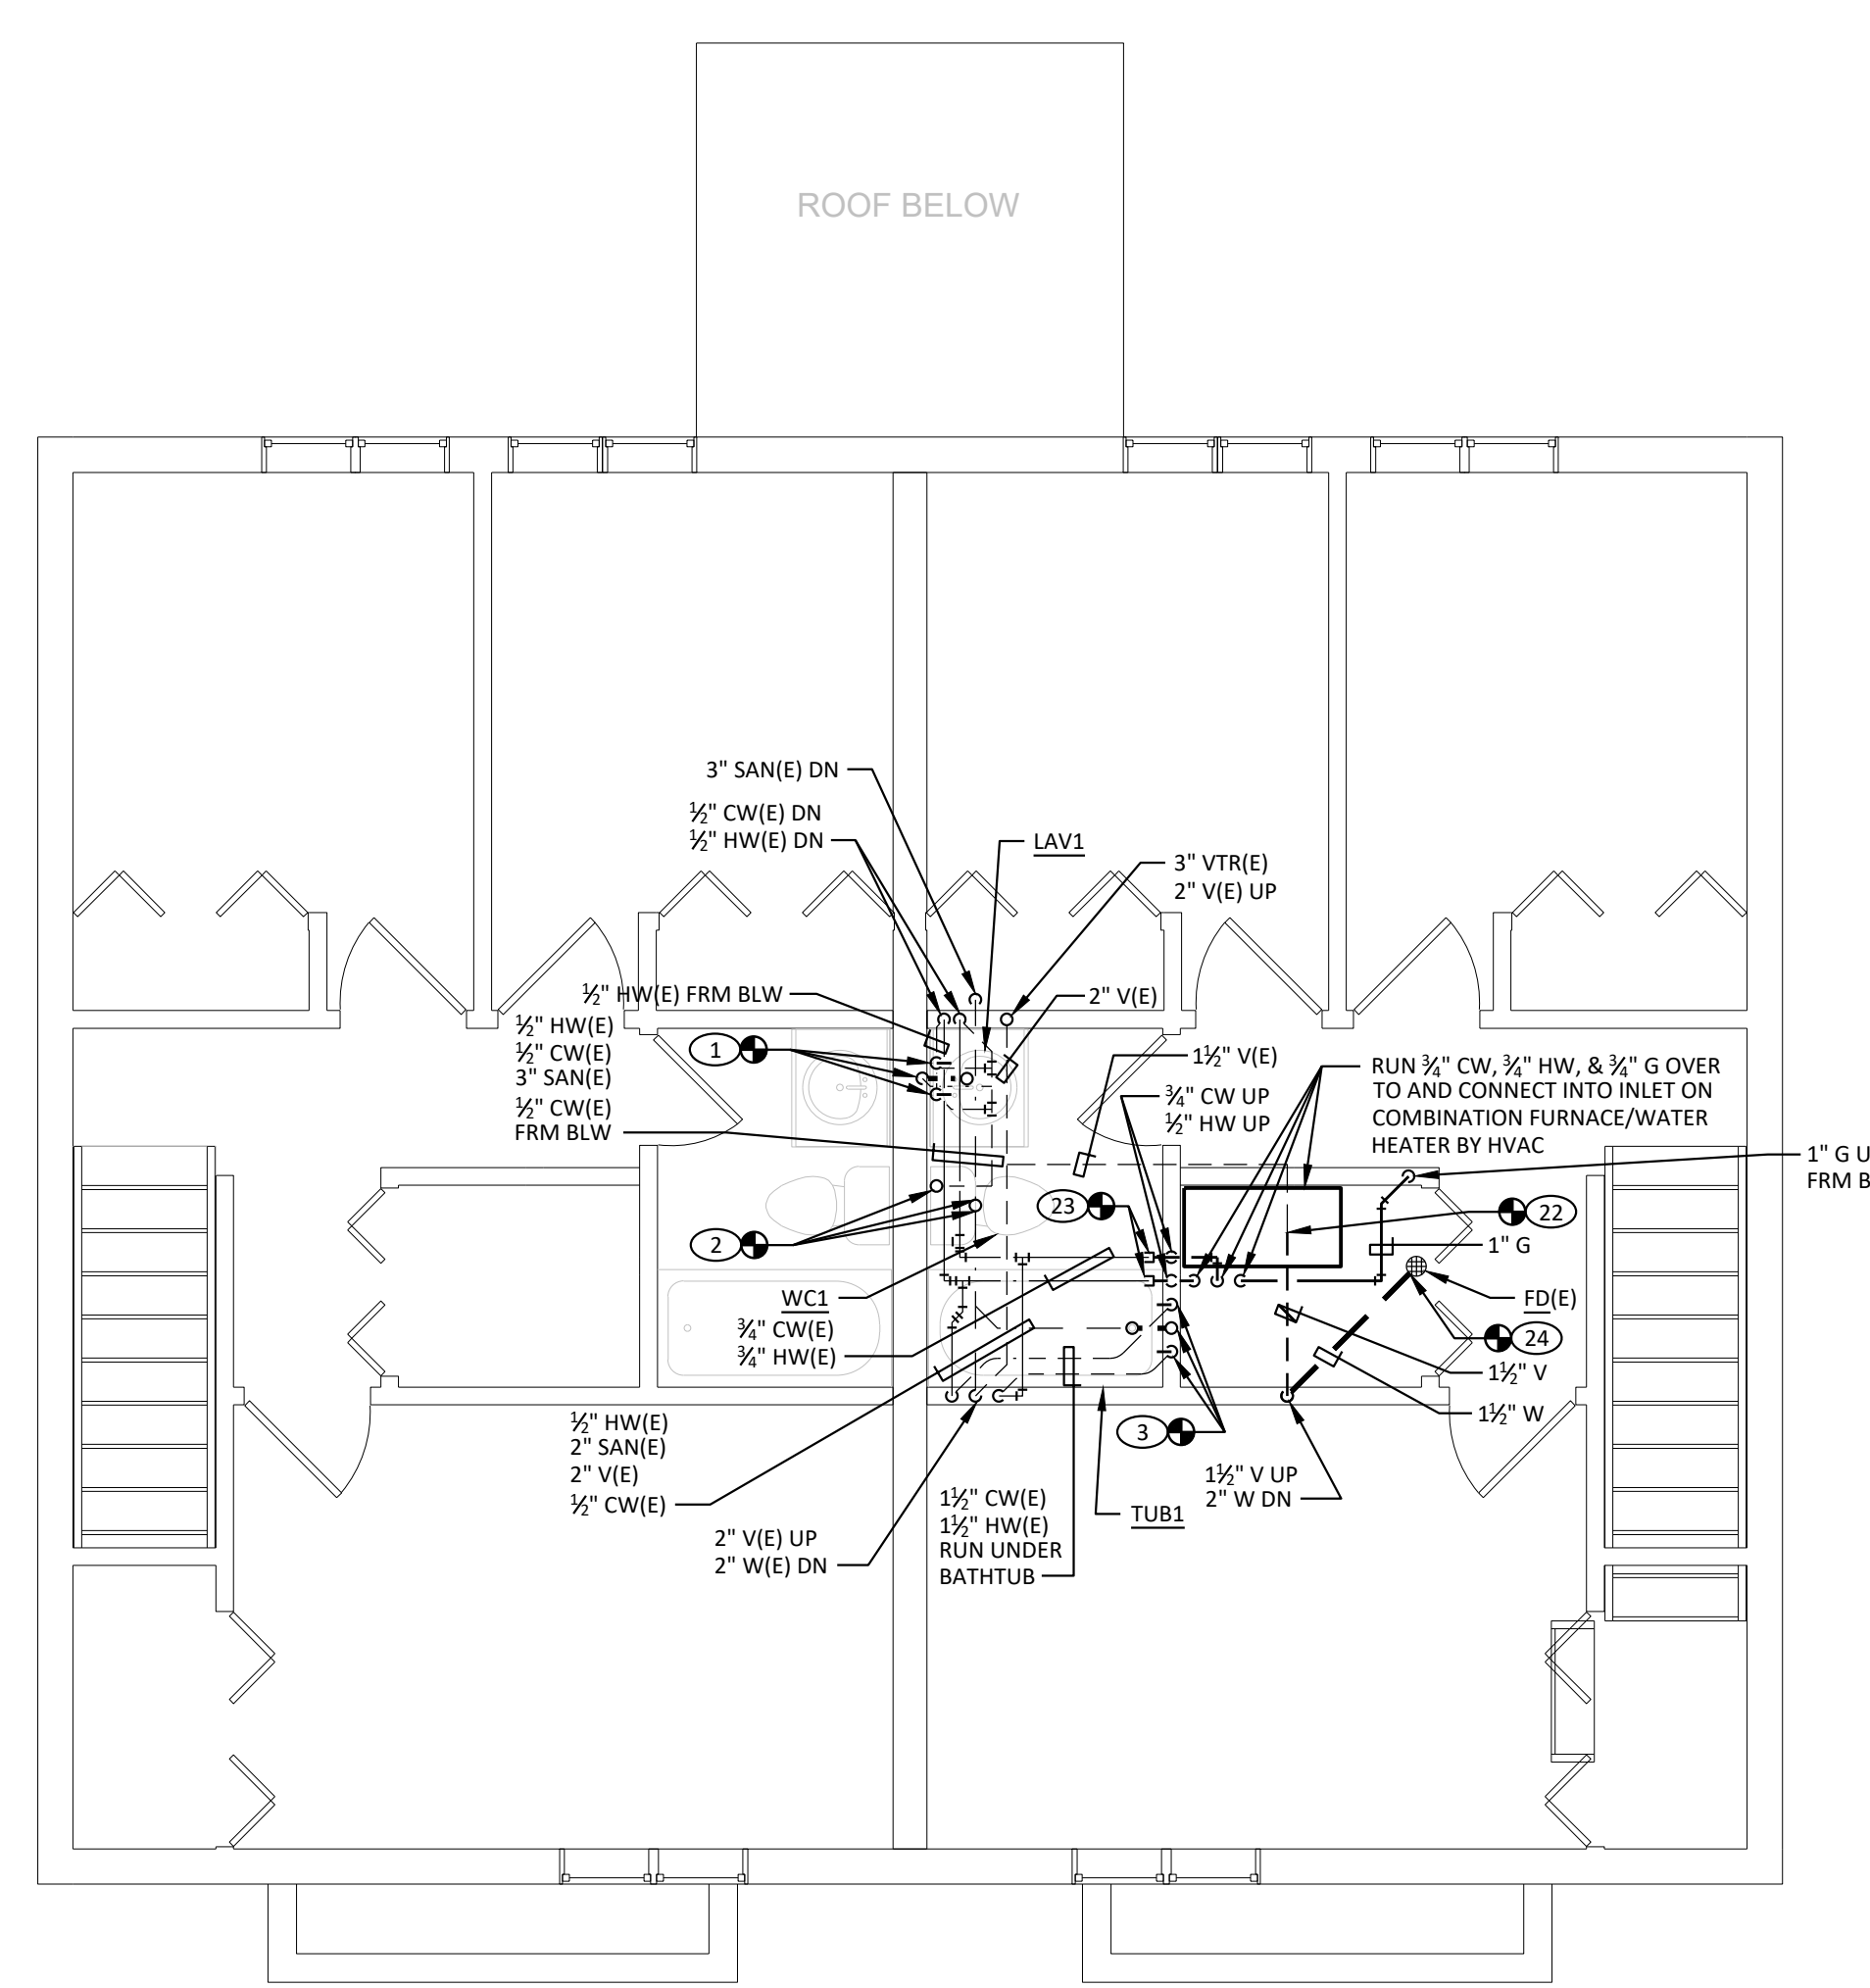 ROOF BELOW
3" SAN(E) DN
½" CW(E) DN
½" HW(E) DN
LAV1
3" VTR(E)
2" V(E) UP
½" HW(E) FRM BLW
2" V(E)
½" HW(E)
½" CW(E)
3" SAN(E)
½" CW(E)
FRM BLW
1
1½" V(E)
¾" CW UP
½" HW UP
RUN ¾" CW, ¾" HW, & ¾" G OVER
TO AND CONNECT INTO INLET ON
COMBINATION FURNACE/WATER
HEATER BY HVAC
1" G U
FRM B
23
22
2
1" G
WC1
¾" CW(E)
¾" HW(E)
FD(E)
24
1½" V
1½" W
½" HW(E)
2" SAN(E)
2" V(E)
½" CW(E)
3
1½" V UP
2" W DN
1½" CW(E)
1½" HW(E)
RUN UNDER
BATHTUB
TUB1
2" V(E) UP
2" W(E) DN